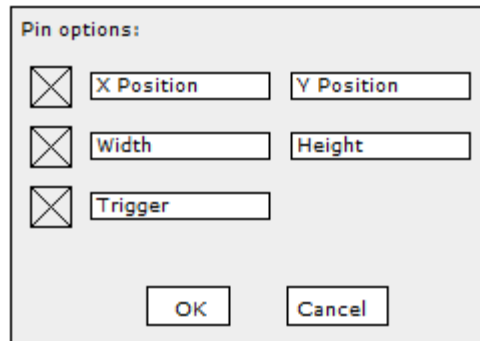 Pin options:
X Position Y Position
Width Height
Trigger
OK Cancel